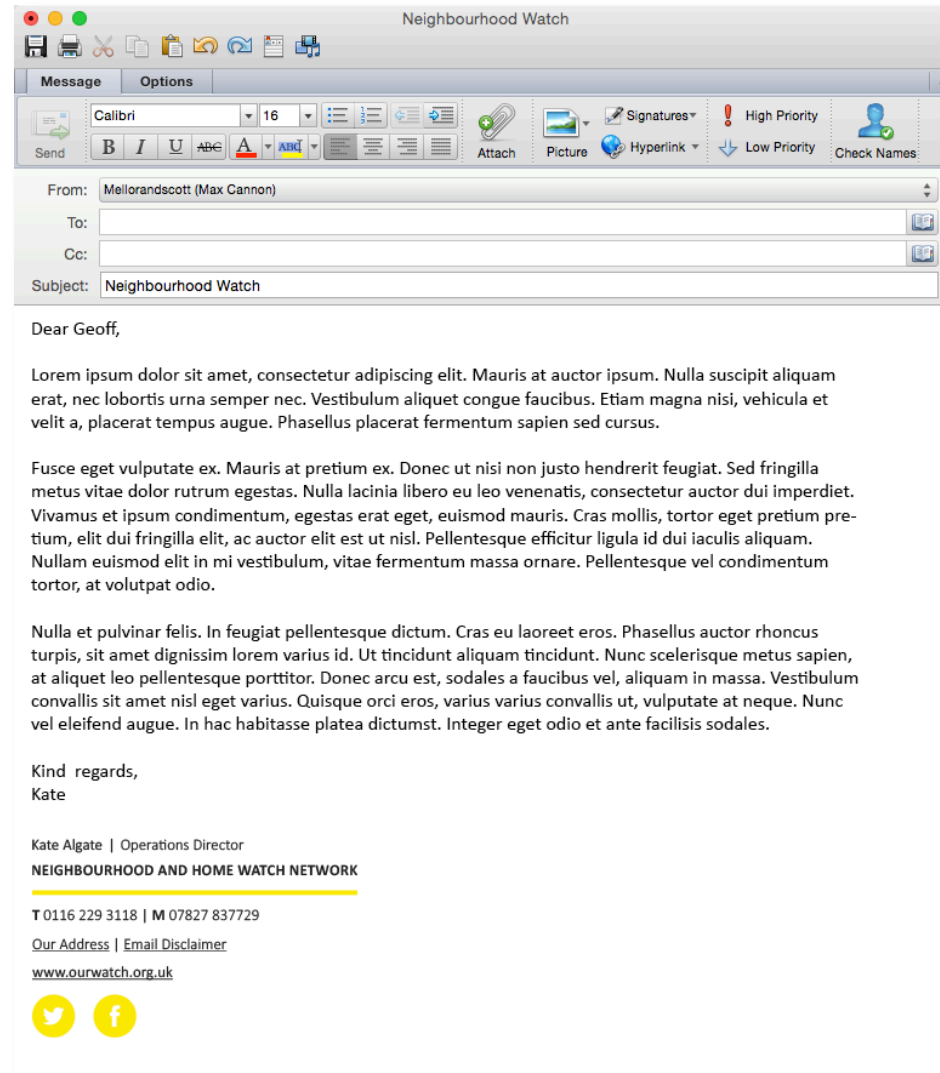 Neighbourhood Watch
Message Options
Calibri 16 Signatures High Priority
Send B I U ABC A ABC Attach Picture Hyperlink Low Priority Check Names
From: Mellorandscott (Max Cannon)
To:
Cc:
Subject: Neighbourhood Watch
Dear Geoff,
Lorem ipsum dolor sit amet, consectetur adipiscing elit. Mauris at auctor ipsum. Nulla suscipit aliquam
erat, nec lobortis urna semper nec. Vestibulum aliquet congue faucibus. Etiam magna nisi, vehicula et
velit a, placerat tempus augue. Phasellus placerat fermentum sapien sed cursus.
Fusce eget vulputate ex. Mauris at pretium ex. Donec ut nisi non justo hendrerit feugiat. Sed fringilla
metus vitae dolor rutrum egestas. Nulla lacinia libero eu leo venenatis, consectetur auctor dui imperdiet.
Vivamus et ipsum condimentum, egestas erat eget, euismod mauris. Cras mollis, tortor eget pretium pre-
tium, elit dui fringilla elit, ac auctor elit est ut nisl. Pellentesque efficitur ligula id dui iaculis aliquam.
Nullam euismod elit in mi vestibulum, vitae fermentum massa ornare. Pellentesque vel condimentum
tortor, at volutpat odio.
Nulla et pulvinar felis. In feugiat pellentesque dictum. Cras eu laoreet eros. Phasellus auctor rhoncus
turpis, sit amet dignissim lorem varius id. Ut tincidunt aliquam tincidunt. Nunc scelerisque metus sapien,
at aliquet leo pellentesque porttitor. Donec arcu est, sodales a faucibus vel, aliquam in massa. Vestibulum
convallis sit amet nisl eget varius. Quisque orci eros, varius varius convallis ut, vulputate at neque. Nunc
vel eleifend augue. In hac habitasse platea dictumst. Integer eget odio et ante facilisis sodales.
Kind regards,
Kate
Kate Algate | Operations Director
NEIGHBOURHOOD AND HOME WATCH NETWORK
T 0116 229 3118 | M 07827 837729
Our Address | Email Disclaimer
www.ourwatch.org.uk